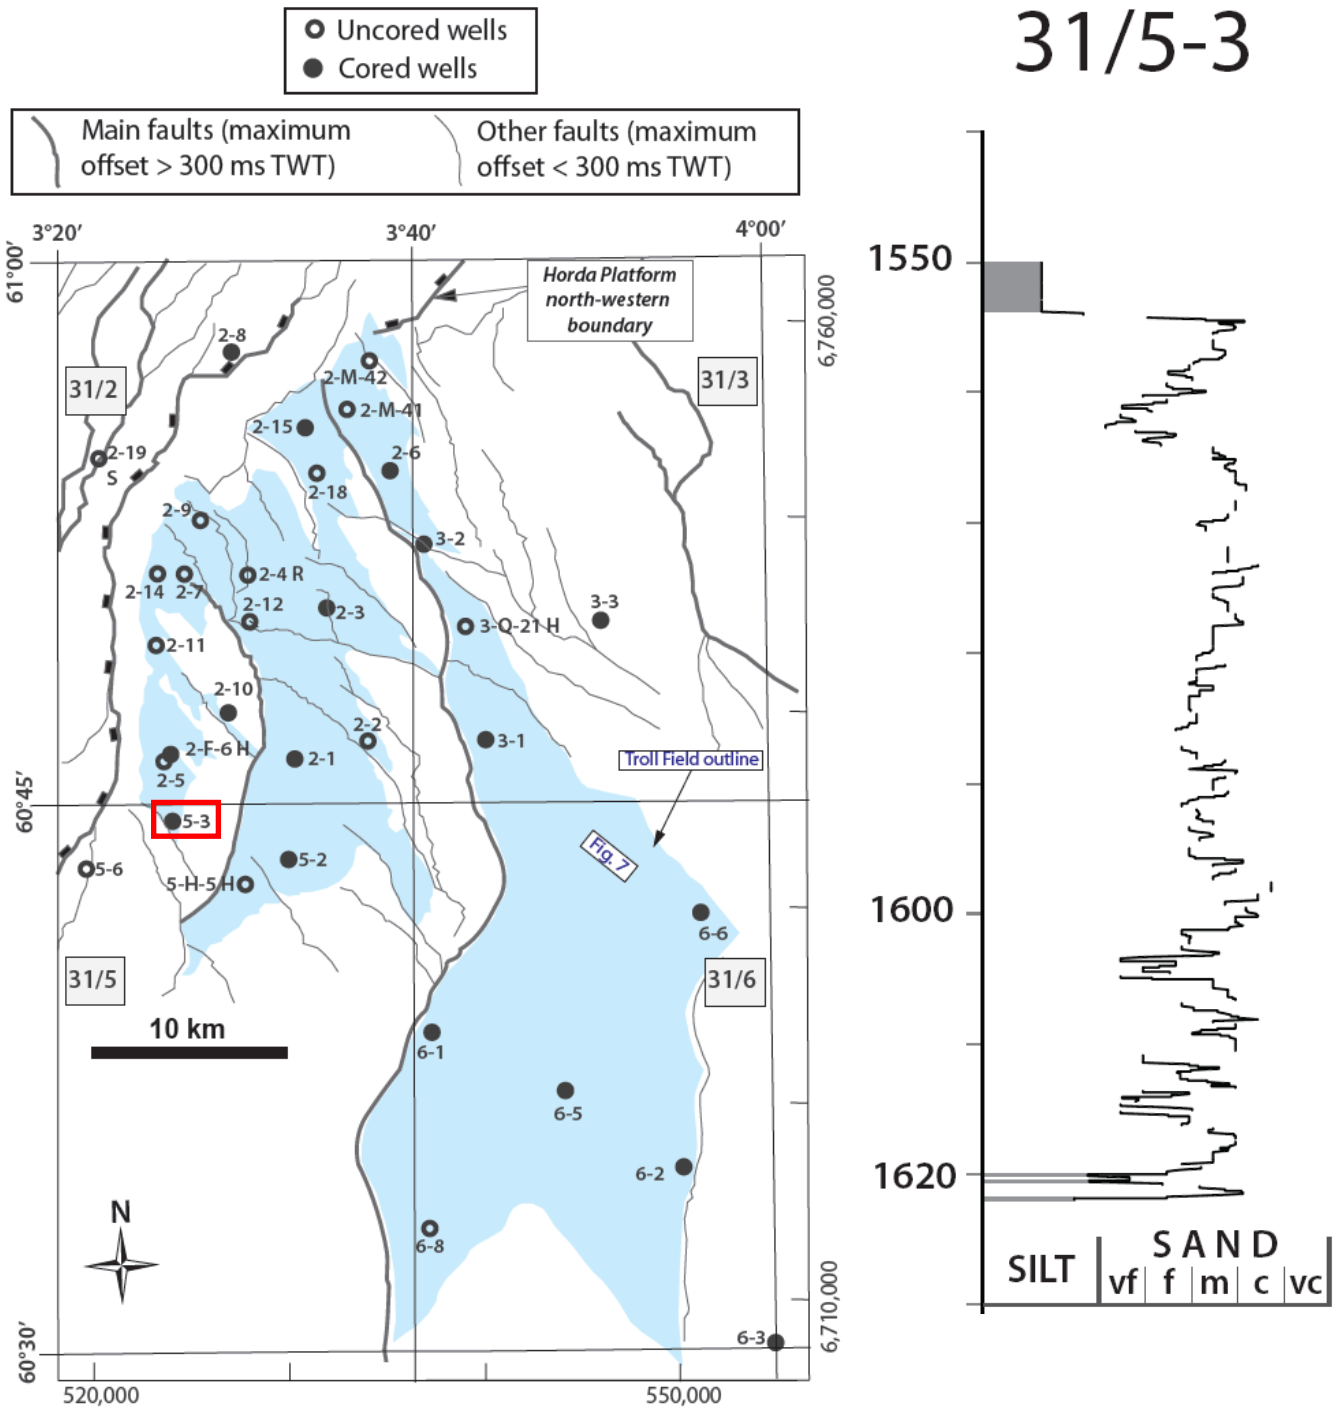 Uncored wells
Cored wells
31/5-3
Main faults (maximum
offset > 300 ms TWT)
Other faults (maximum
offset < 300 ms TWT)
3°20’
3°40’
4°00’
61°00’
60°45’
60°30’
6,760,000
6,710,000
520,000
550,000
Horda Platform
north-western
boundary
31/2
31/3
31/5
31/6
2-8
2-M-42
2-M-41
2-15
2-6
2-19
S
2-18
2-9
3-2
2-4 R
2-14
2-7
2-12
2-3
3-3
3-O-21 H
2-11
2-10
2-2
3-1
2-F-6 H
2-1
2-5
Troll Field outline
5-3
Fig. 7
5-2
5-6
5-H-5 H
6-6
10 km
6-1
6-5
6-2
N
6-8
6-3
1550
1600
1620
SILT
SAND
vf
f
m
c
vc